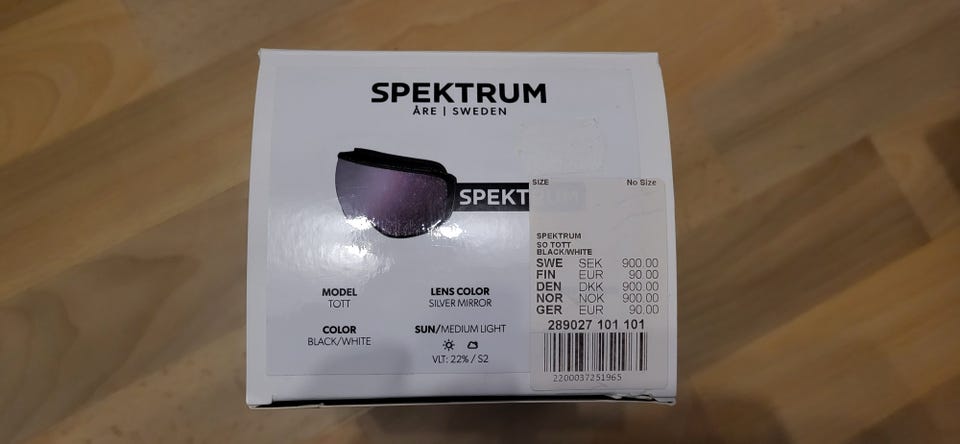 SPEKTRUM
ÅRE | SWEDEN
SPEKTRUM
MODEL
TOTT
LENS COLOR
SILVER MIRROR
COLOR
BLACK/WHITE
SUN/MEDIUM LIGHT
VLT: 22% / S2
SIZE No Size
SPEKTRUM
SO TOTT
BLACK/WHITE
SWE SEK 900.00
FIN EUR 90.00
DEN DKK 900.00
NOR NOK 900.00
GER EUR 90.00
289027 101 101
2200037251965